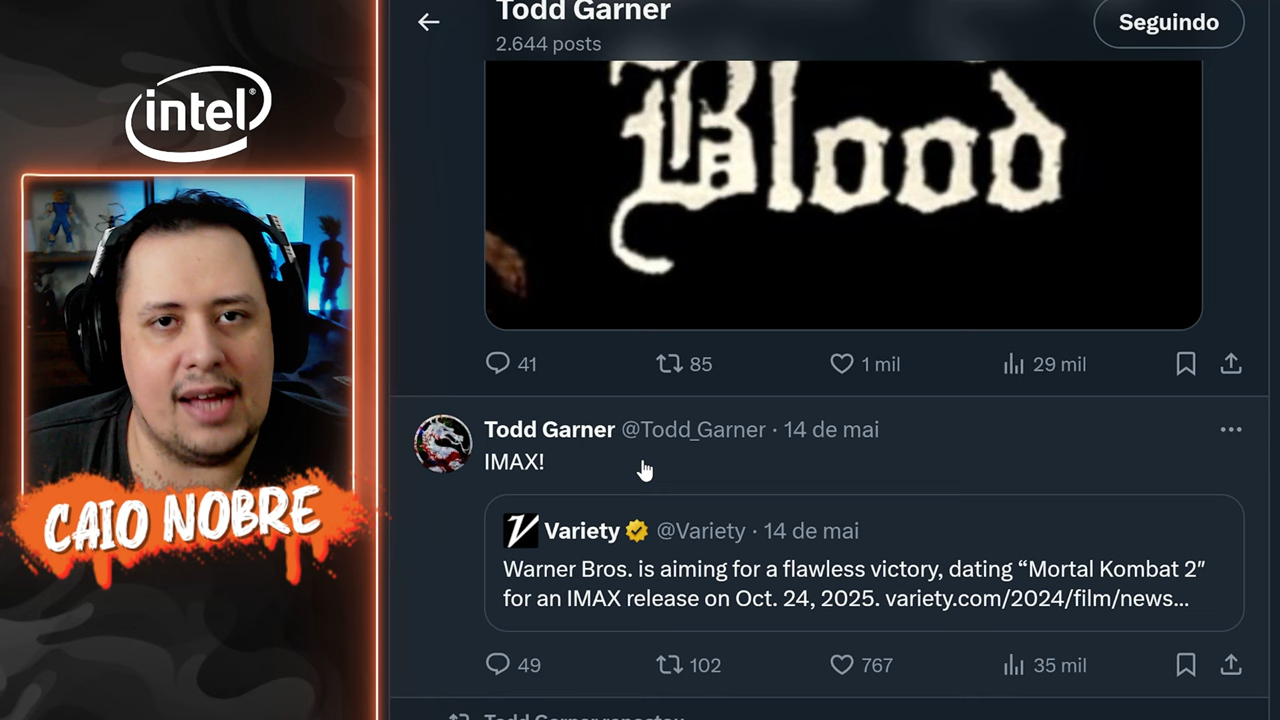 intel®
CAIO NOBRE
Todd Garner
2.644 posts
Seguindo
Blood
41
85
1 mil
29 mil
Todd Garner @Todd_Garner · 14 de mai
IMAX!
Variety @Variety · 14 de mai
Warner Bros. is aiming for a flawless victory, dating “Mortal Kombat 2”
for an IMAX release on Oct. 24, 2025. variety.com/2024/film/news...
49
102
767
35 mil
Todd Garner repostou